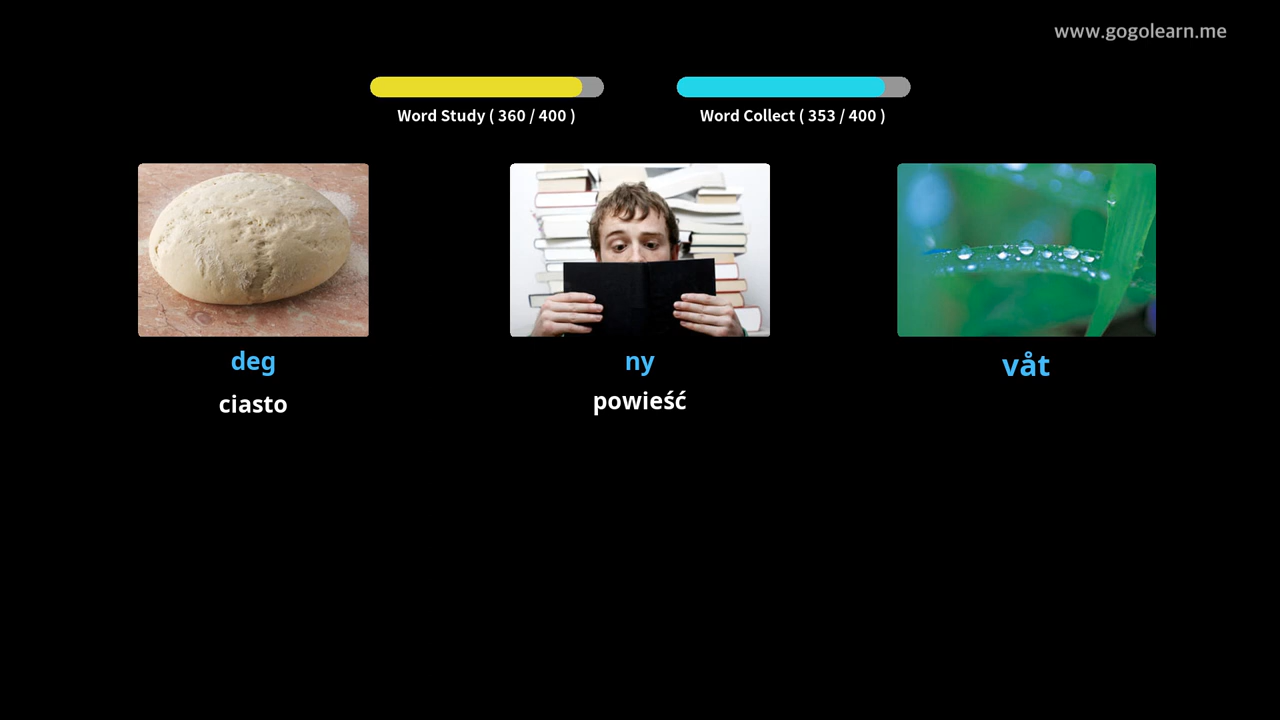 www.gogolearn.me
Word Study ( 360 / 400 )
Word Collect ( 353 / 400 )
deg
ciasto
ny
powieść
våt